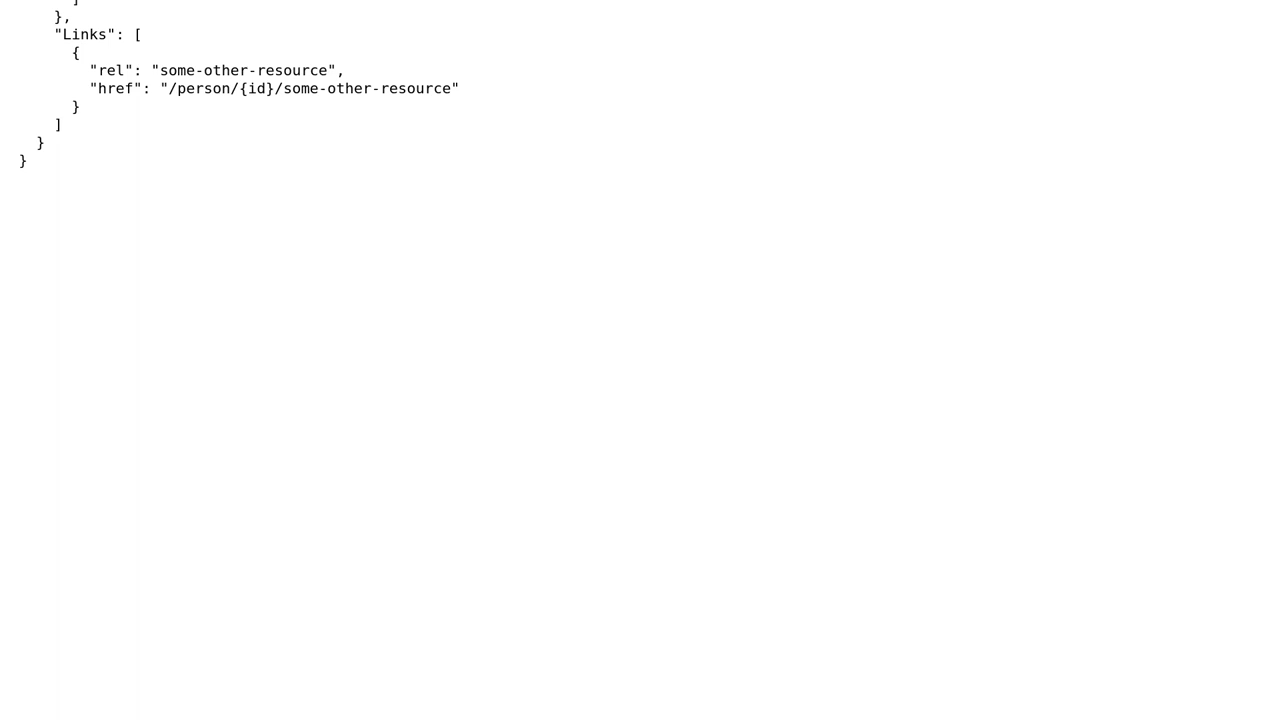 ]
    },
    "Links": [
      {
        "rel": "some-other-resource",
        "href": "/person/{id}/some-other-resource"
      }
    ]
  }
}